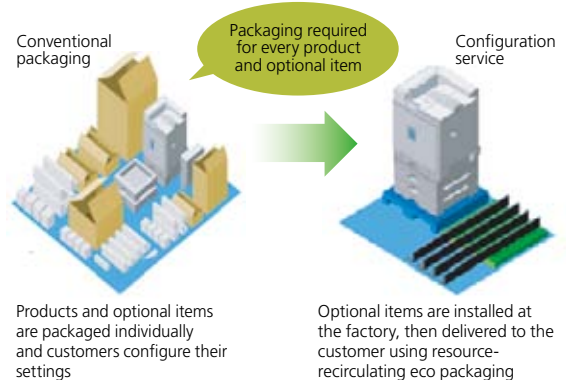 Conventional
packaging
Packaging required
for every product
and optional item
Configuration
service
Products and optional items
are packaged individually
and customers configure their
settings
Optional items are installed at
the factory, then delivered to the
customer using resource-
recirculating eco packaging